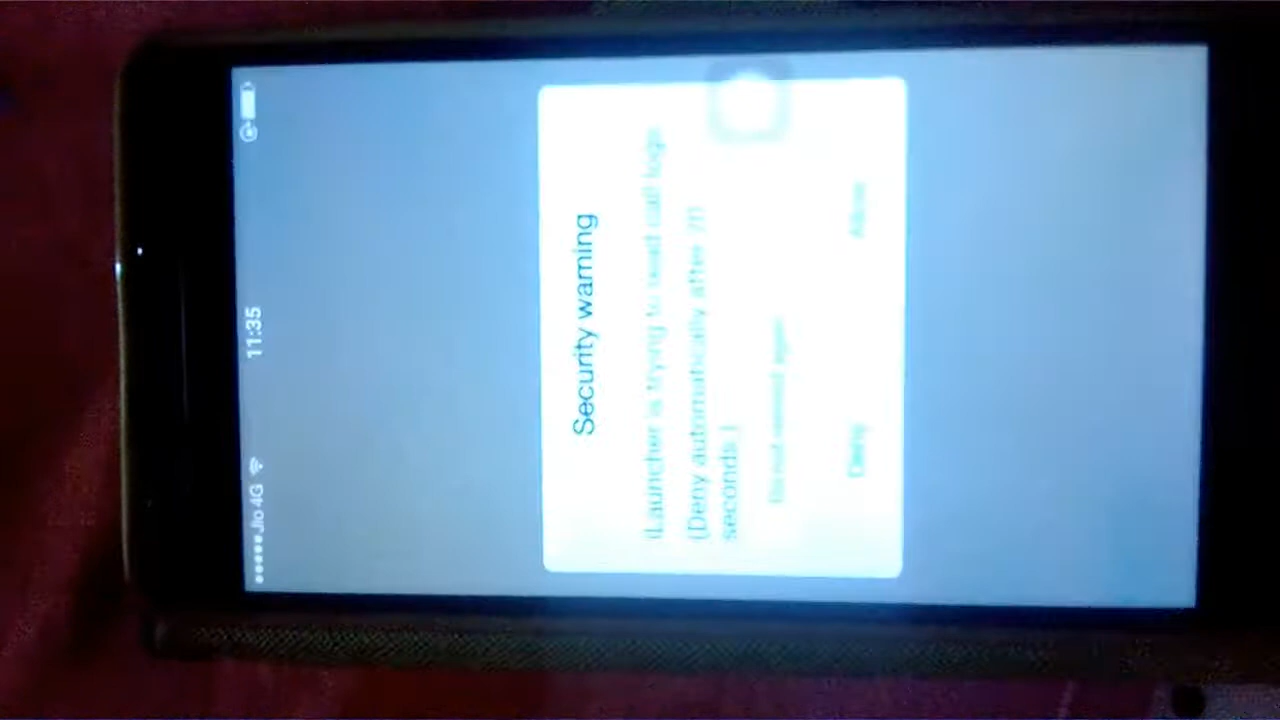 Jio 4G 11:35
Security warning
iLauncher is trying to read call logs
(Deny automatically after 20
seconds.)
Do not remind again
Deny Allow